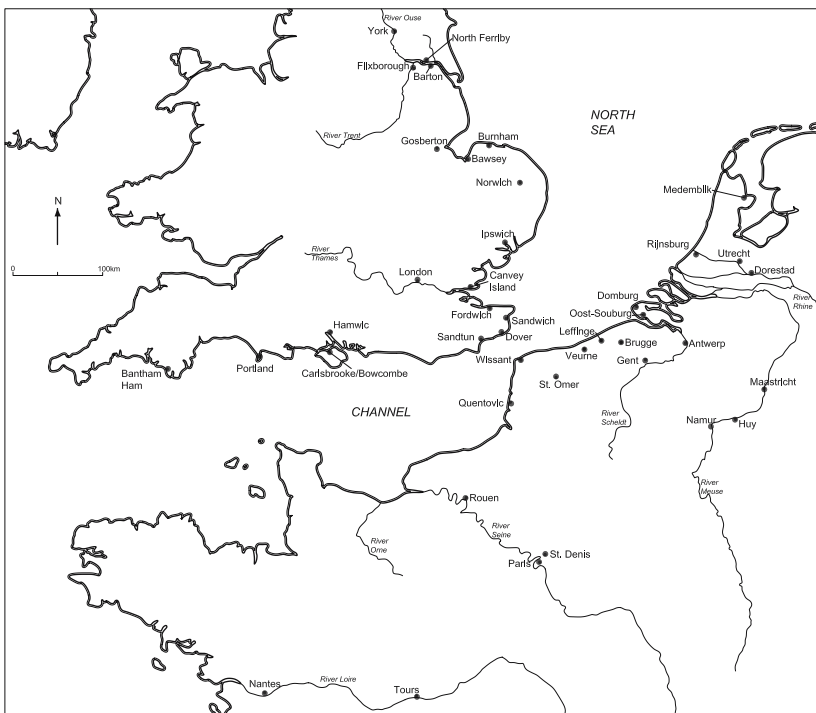 River Ouse
York
North Ferriby
Flixborough
Barton
NORTH
SEA
River Trent
Gosberton
Burnham
Bawsey
Norwich
Medemblik
N
Ipswich
River
Thames
Rijnsburg
Utrecht
0
100km
London
Canvey
Island
Dorestad
River
Rhine
Domburg
Oost-Souburg
Fordwich
Sandwich
Hamwic
Sandtun
Dover
Leffinge
Brugge
Antwerp
Veurne
Wissant
Gent
Portland
Bantham
Ham
Carisbrooke/Bowcombe
St. Omer
Maastricht
CHANNEL
Quentovic
River
Scheldt
Namur
Huy
River
Meuse
Rouen
River
Seine
River
Orne
St. Denis
Paris
Nantes
River Loire
Tours